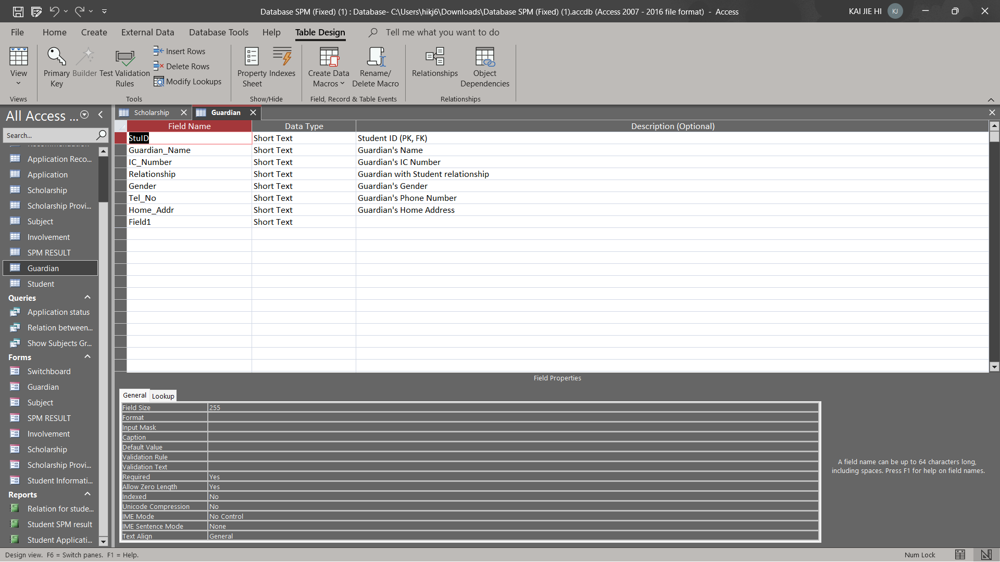 Database SPM (Fixed) (1) : Database- C:\Users\hikj6\Downloads\Database SPM (Fixed) (1).accdb (Access 2007 - 2016 file format)  -  Access
KAI JIE HI
KJ
File
Home
Create
External Data
Database Tools
Help
Table Design
Tell me what you want to do
View
Primary Key
Builder
Test Validation Rules
Insert Rows
Delete Rows
Modify Lookups
Property Sheet
Indexes
Create Data Macros
Rename/ Delete Macro
Relationships
Object Dependencies
Views
Tools
Show/Hide
Field, Record & Table Events
Relationships
All Access ...
Search...
Application Reco...
Application
Scholarship
Scholarship Provi...
Subject
Involvement
SPM RESULT
Guardian
Student
Queries
Application status
Relation between...
Show Subjects Gr...
Forms
Switchboard
Guardian
Subject
SPM RESULT
Involvement
Scholarship
Scholarship Provi...
Student Informati...
Reports
Relation for stude...
Student SPM result
Student Applicati...
Scholarship
Guardian
Field Name Data Type Description (Optional)
StuID Short Text Student ID (PK, FK)
Guardian_Name Short Text Guardian's Name
IC_Number Short Text Guardian's IC Number
Relationship Short Text Guardian with Student relationship
Gender Short Text Guardian's Gender
Tel_No Short Text Guardian's Phone Number
Home_Addr Short Text Guardian's Home Address
Field1 Short Text
Field Properties
General Lookup
Field Size 255
Format
Input Mask
Caption
Default Value
Validation Rule
Validation Text
Required Yes
Allow Zero Length Yes
Indexed No
Unicode Compression No
IME Mode No Control
IME Sentence Mode None
Text Align General
A field name can be up to 64 characters long,
including spaces. Press F1 for help on field names.
Design view.  F6 = Switch panes.  F1 = Help.
Num Lock